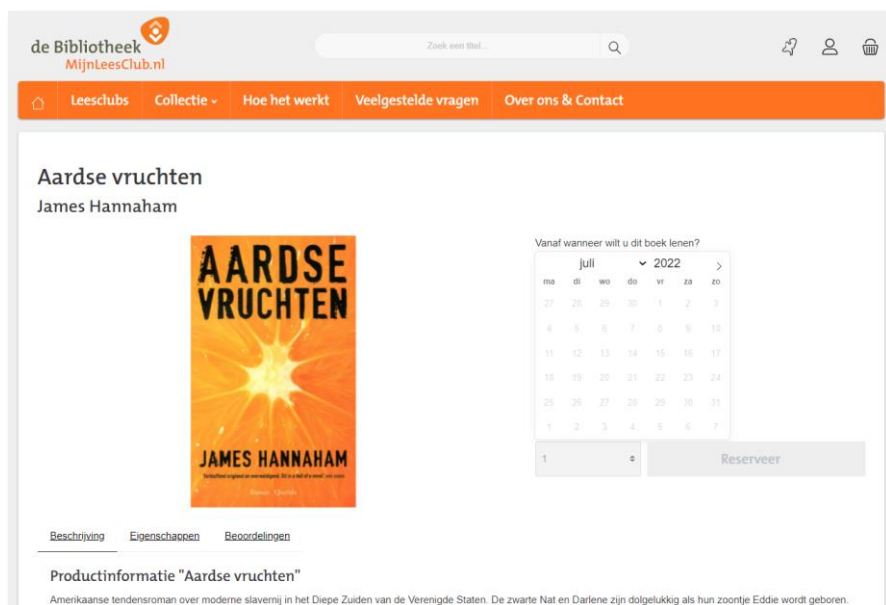 de Bibliotheek
MijnLeesClub.nl
Zoek een titel...
Leesclubs Collectie Hoe het werkt Veelgestelde vragen Over ons & Contact
Aardse vruchten
James Hannaham
AARDSE
VRUCHTEN
JAMES HANNAHAM
Roman Querido
Vanaf wanneer wilt u dit boek lenen?
juli 2022
ma di wo do vr za zo
27 28 29 30 1 2 3
4 5 6 7 8 9 10
11 12 13 14 15 16 17
18 19 20 21 22 23 24
25 26 27 28 29 30 31
1 2 3 4 5 6 7
1 Reserveer
Beschrijving Eigenschappen Beoordelingen
Productinformatie "Aardse vruchten"
Amerikaanse tendensroman over moderne slavernij in het Diepe Zuiden van de Verenigde Staten. De zwarte Nat en Darlene zijn dolgelukkig als hun zoontje Eddie wordt geboren.